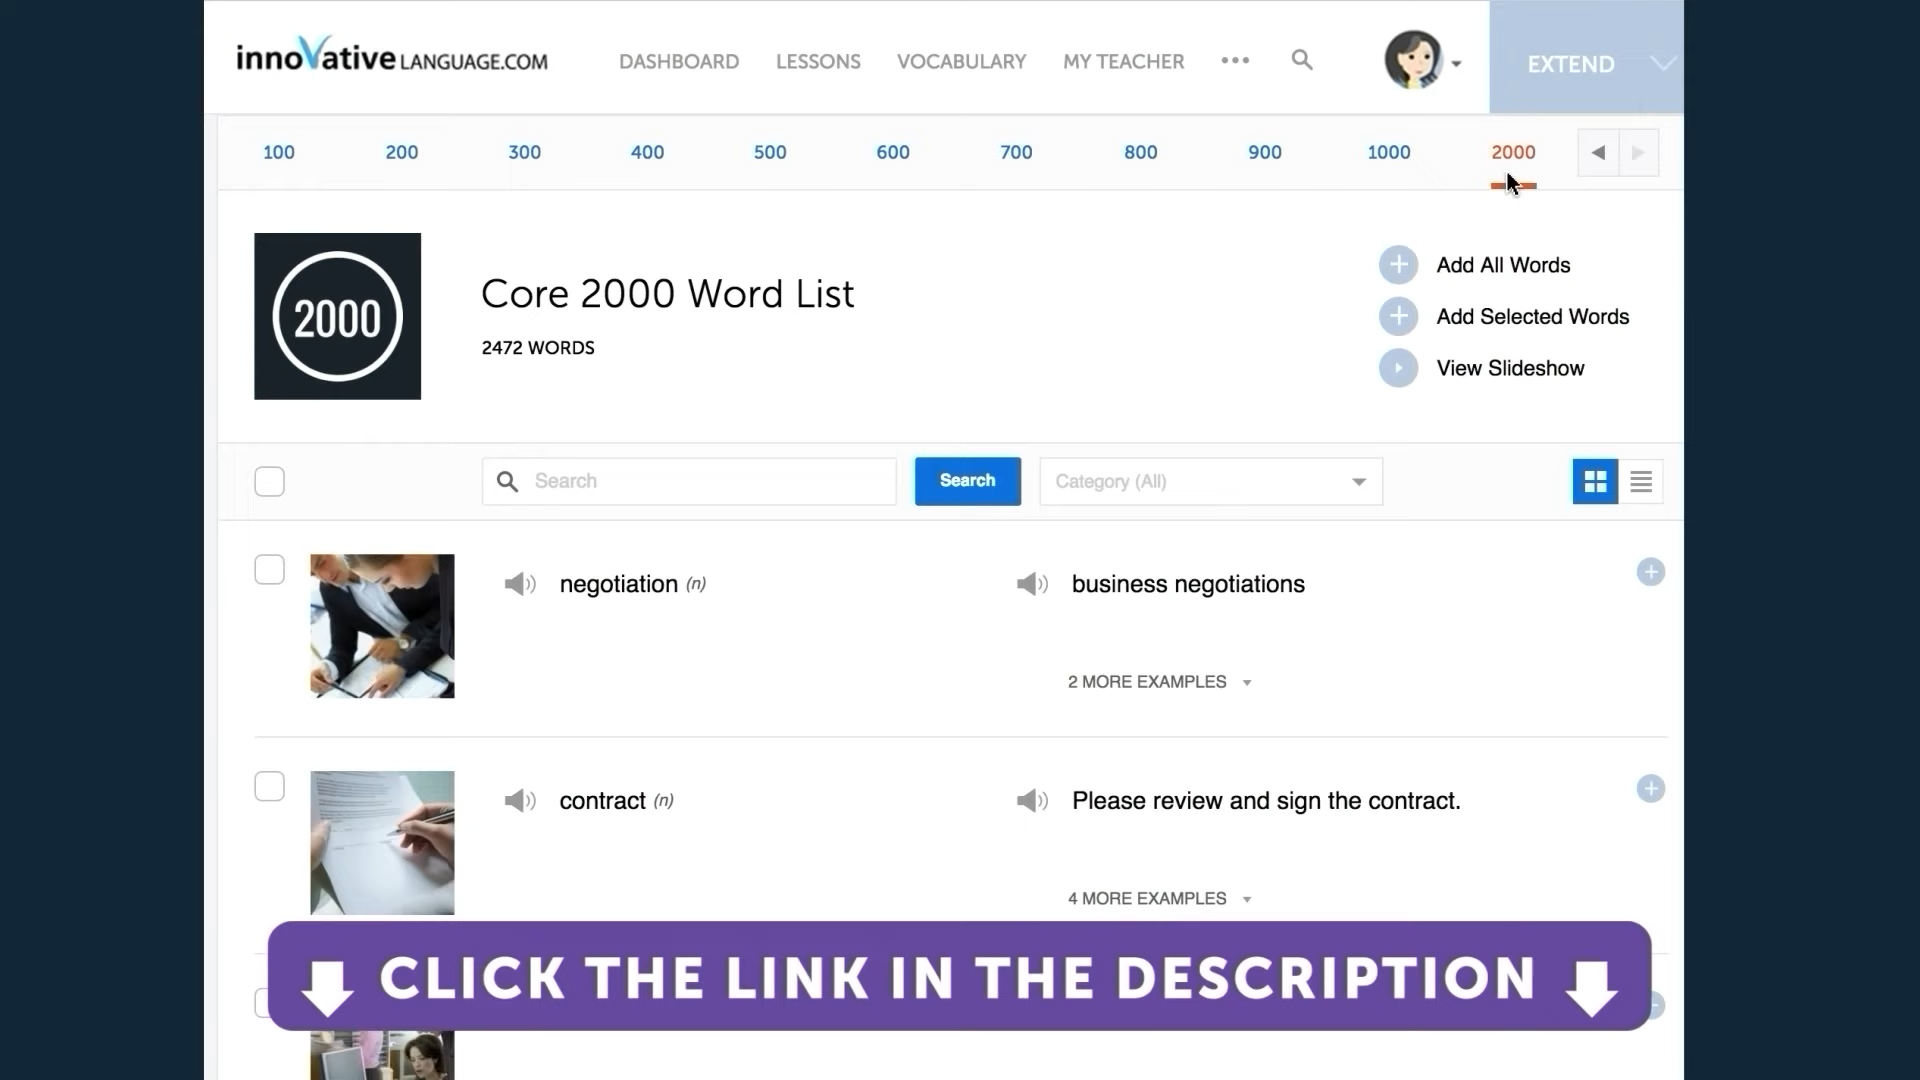 innoVative LANGUAGE.COM
DASHBOARD LESSONS VOCABULARY MY TEACHER ••• EXTEND
100 200 300 400 500 600 700 800 900 1000 2000
2000
Core 2000 Word List
2472 WORDS
Add All Words
Add Selected Words
View Slideshow
Search Search Category (All)
negotiation (n) business negotiations
2 MORE EXAMPLES
contract (n) Please review and sign the contract.
4 MORE EXAMPLES
CLICK THE LINK IN THE DESCRIPTION